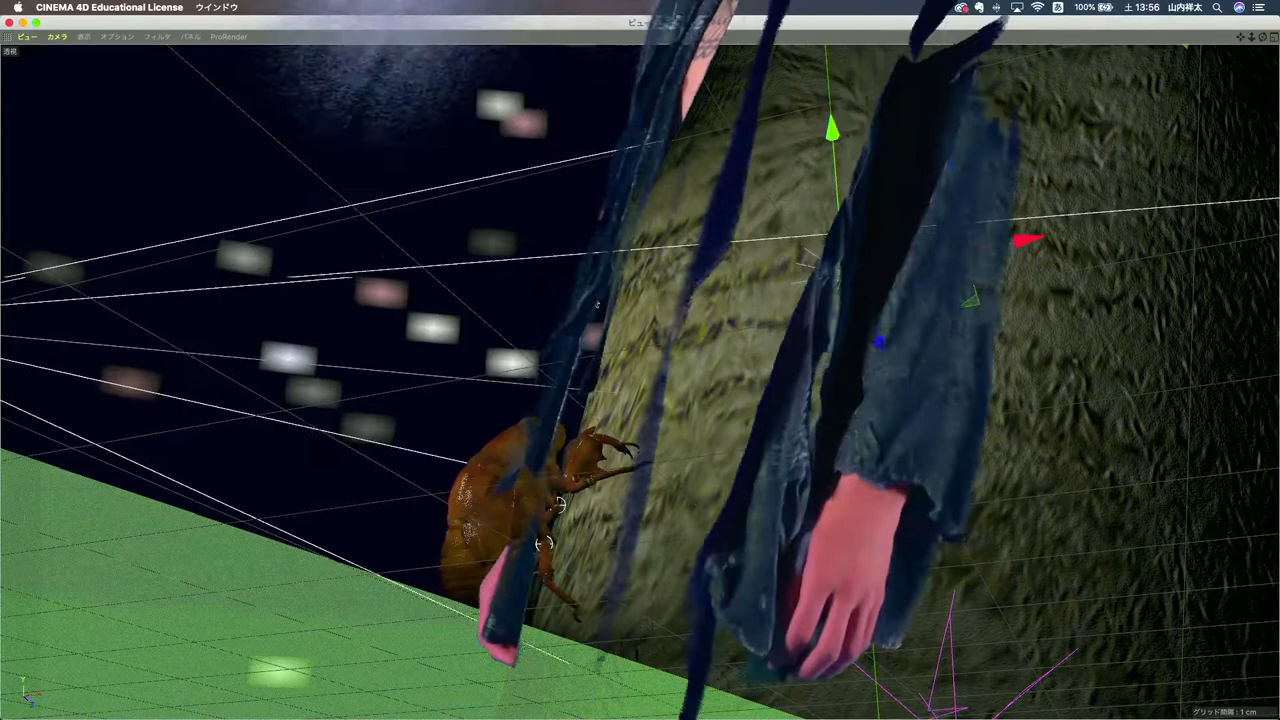 CINEMA 4D Educational License ウインドウ
100% 土 13:56 山内祥太
ビュー カメラ 表示 オプション フィルタ パネル ProRender
透視
グリッド間隔 : 1 cm